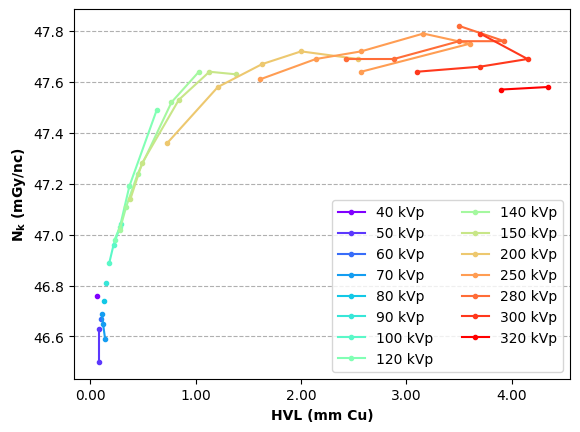 47.8
47.6
47.4
47.2
47.0
46.8
46.6
N_k (mGy/nc)
0.00 1.00 2.00 3.00 4.00
HVL (mm Cu)
40 kVp
50 kVp
60 kVp
70 kVp
80 kVp
90 kVp
100 kVp
120 kVp
140 kVp
150 kVp
200 kVp
250 kVp
280 kVp
300 kVp
320 kVp